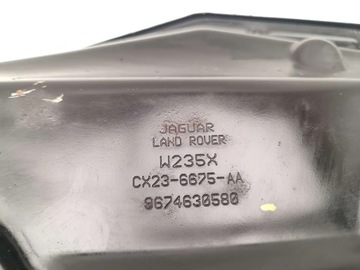 JAGUAR
LAND ROVER
W235X
CX23-6675-AA
9674630580